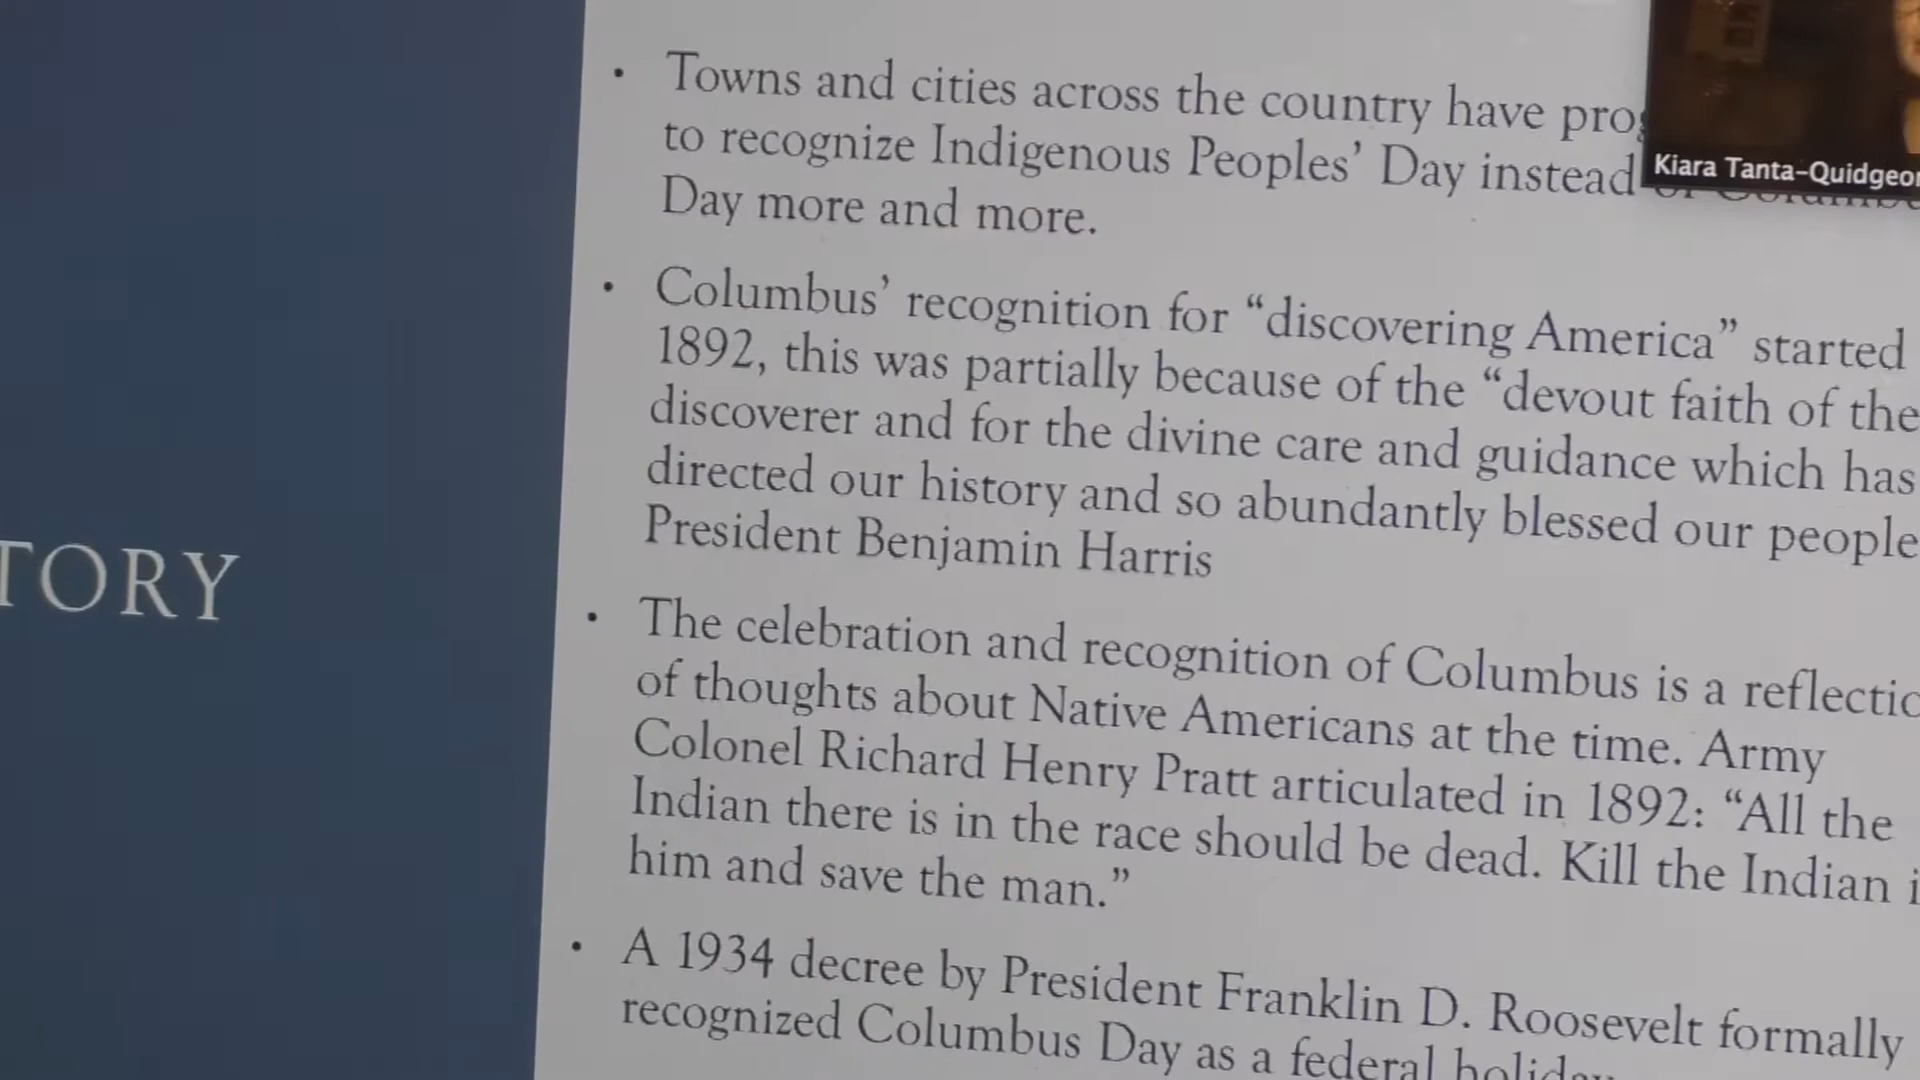 Towns and cities across the country have
to recognize Indigenous Peoples' Day instead
Day more and more.
Columbus' recognition for “discovering America” started
1892, this was partially because of the “devout faith of the
discoverer and for the divine care and guidance which has
directed our history and so abundantly blessed our people
President Benjamin Harris
The celebration and recognition of Columbus is a
of thoughts about Native Americans at the time. Army
Colonel Richard Henry Pratt articulated in 1892: “All the
Indian there is in the race should be dead. Kill the Indian
him and save the man.”
A 1934 decree by President Franklin D. Roosevelt formally
recognized Columbus Day as a federal
TORY
Kiara Tanta-Quidgeon